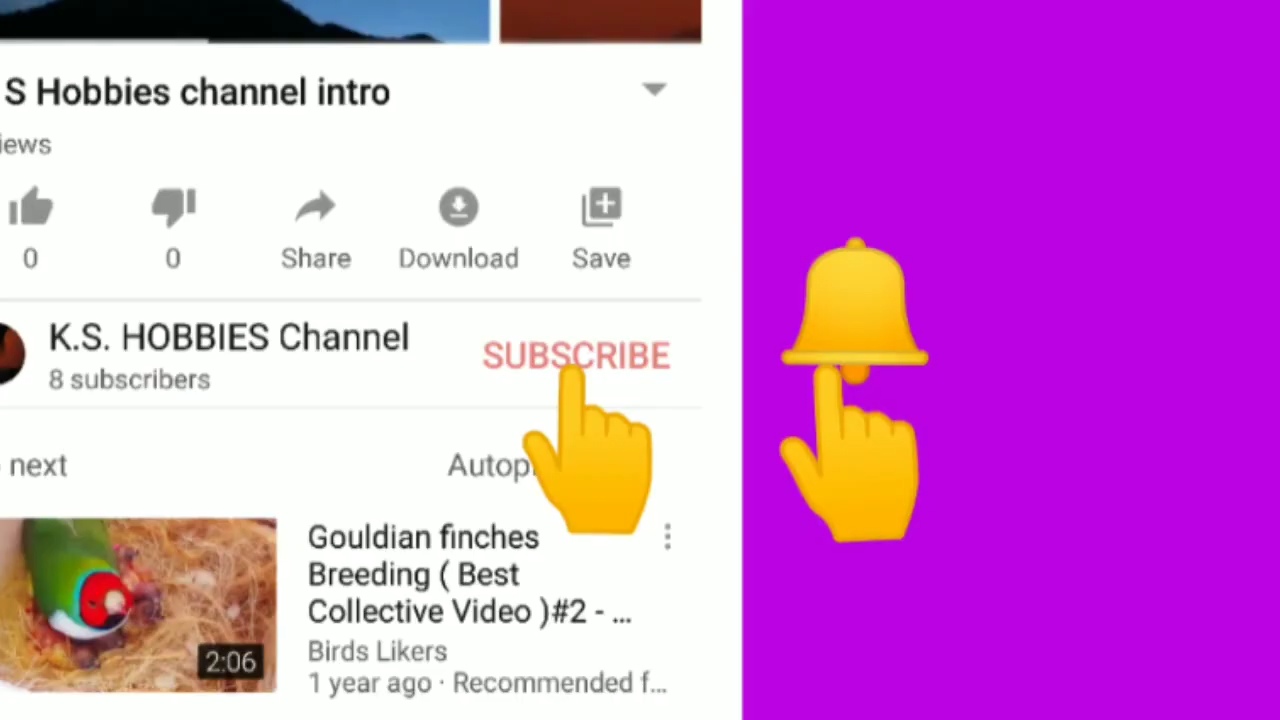 S Hobbies channel intro
iews
0
0
Share
Download
Save
K.S. HOBBIES Channel
SUBSCRIBE
8 subscribers
next
Autop
Gouldian finches
Breeding ( Best
Collective Video )#2 - ...
2:06
Birds Likers
1 year ago · Recommended f...